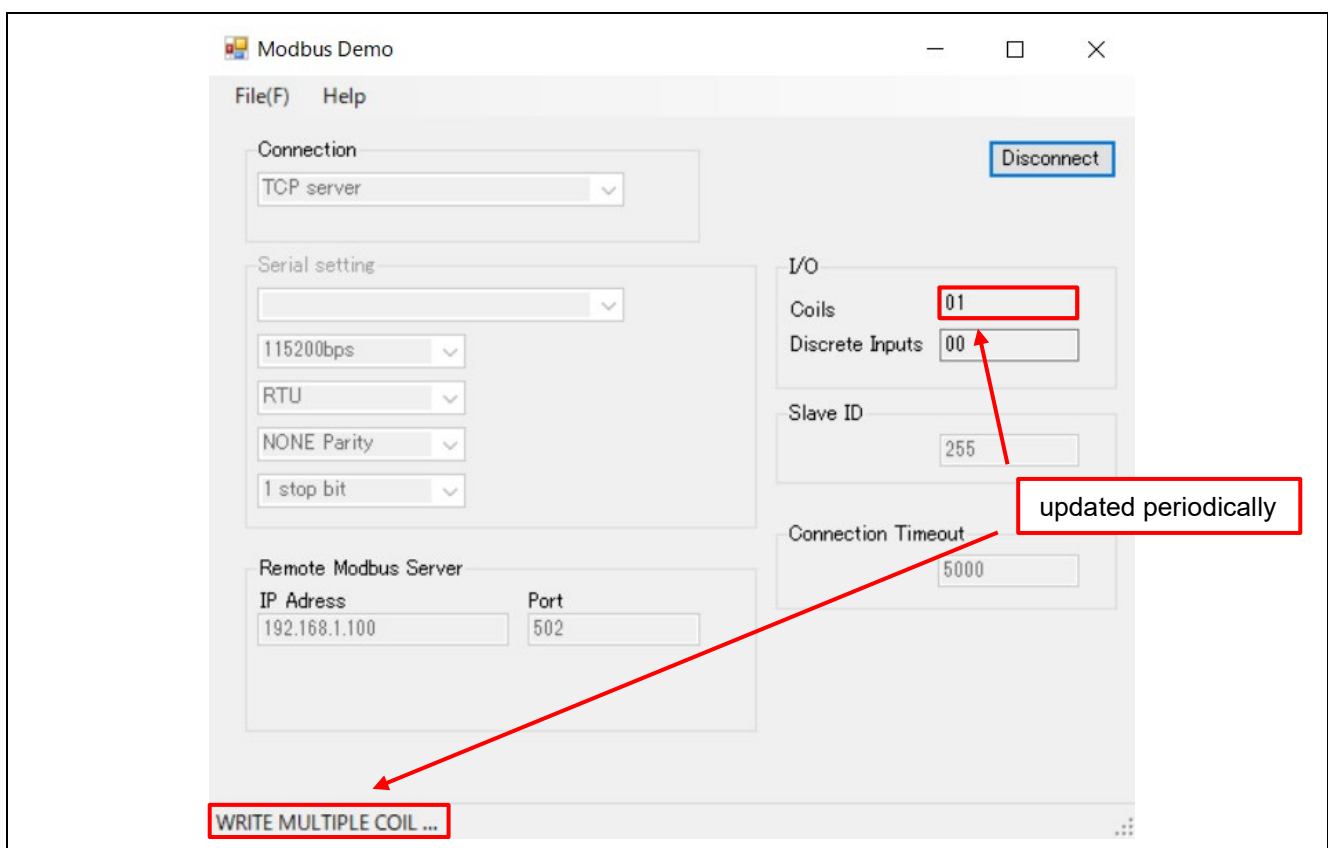 Modbus Demo
File(F) Help
Connection
Disconnect
TCP server
Serial setting
115200bps
RTU
NONE Parity
1 stop bit
I/O
Coils 01
Discrete Inputs 00
Slave ID
255
updated periodically
Connection Timeout
5000
Remote Modbus Server
IP Adress Port
192.168.1.100 502
WRITE MULTIPLE COIL ...